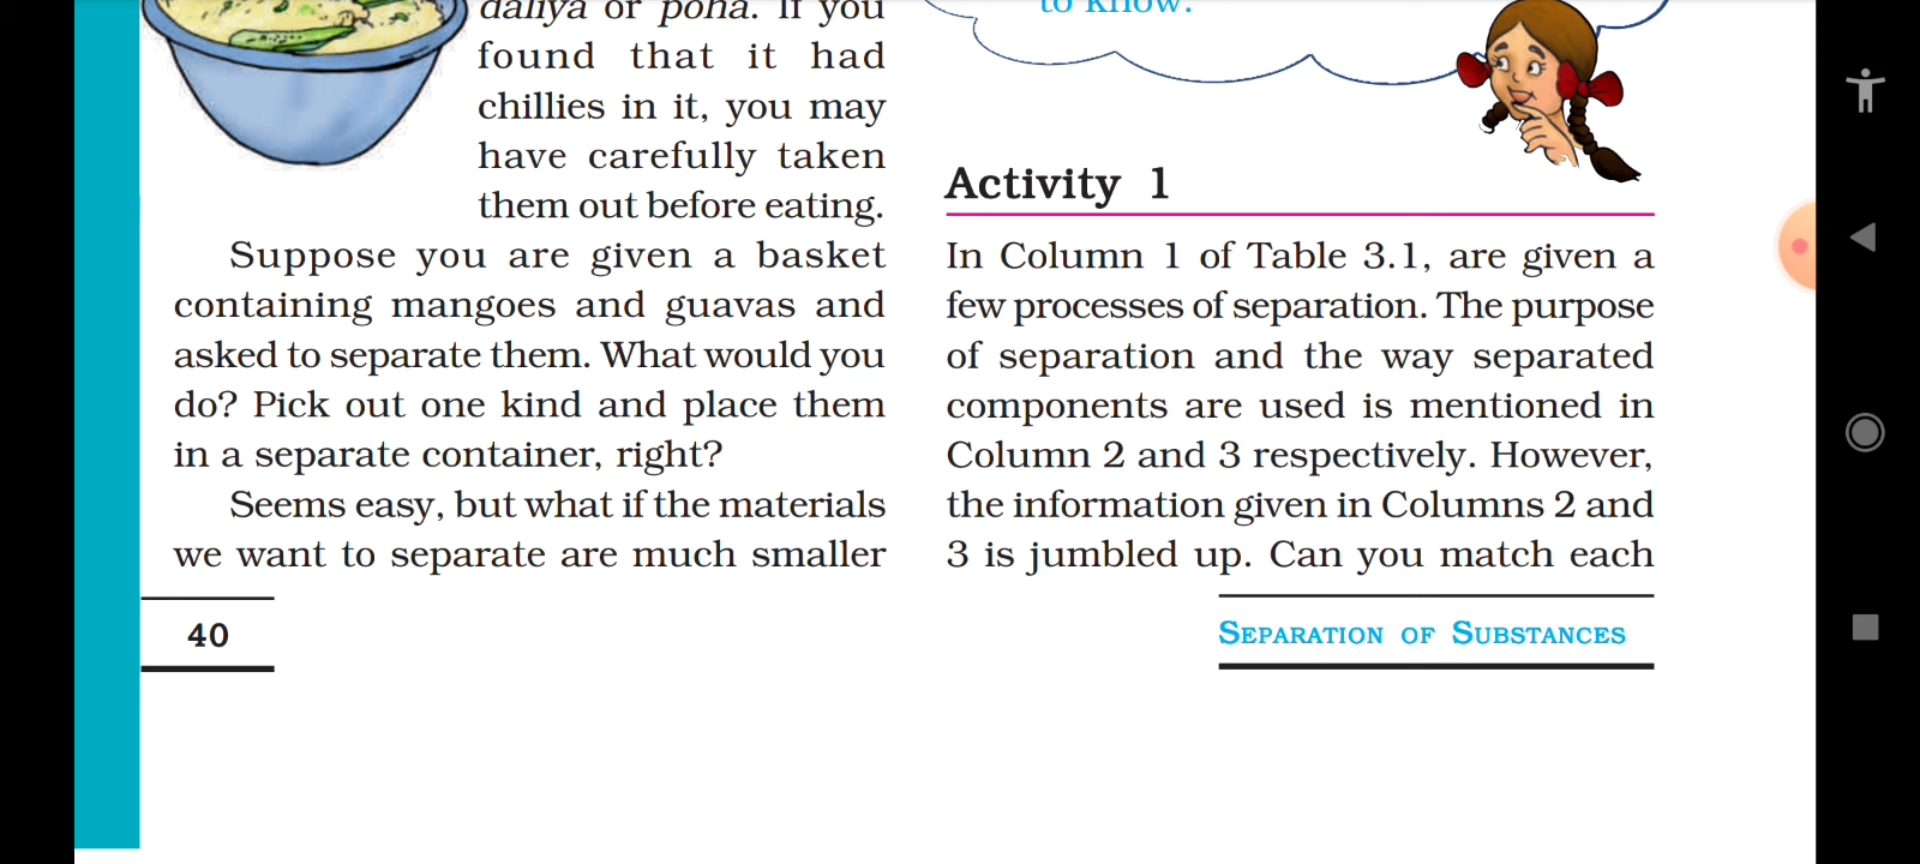 daliya or poha. If you
found that it had
chillies in it, you may
have carefully taken
them out before eating.
Suppose you are given a basket
containing mangoes and guavas and
asked to separate them. What would you
do? Pick out one kind and place them
in a separate container, right?
Seems easy, but what if the materials
we want to separate are much smaller
40
to know.
Activity 1
In Column 1 of Table 3.1, are given a
few processes of separation. The purpose
of separation and the way separated
components are used is mentioned in
Column 2 and 3 respectively. However,
the information given in Columns 2 and
3 is jumbled up. Can you match each
SEPARATION OF SUBSTANCES